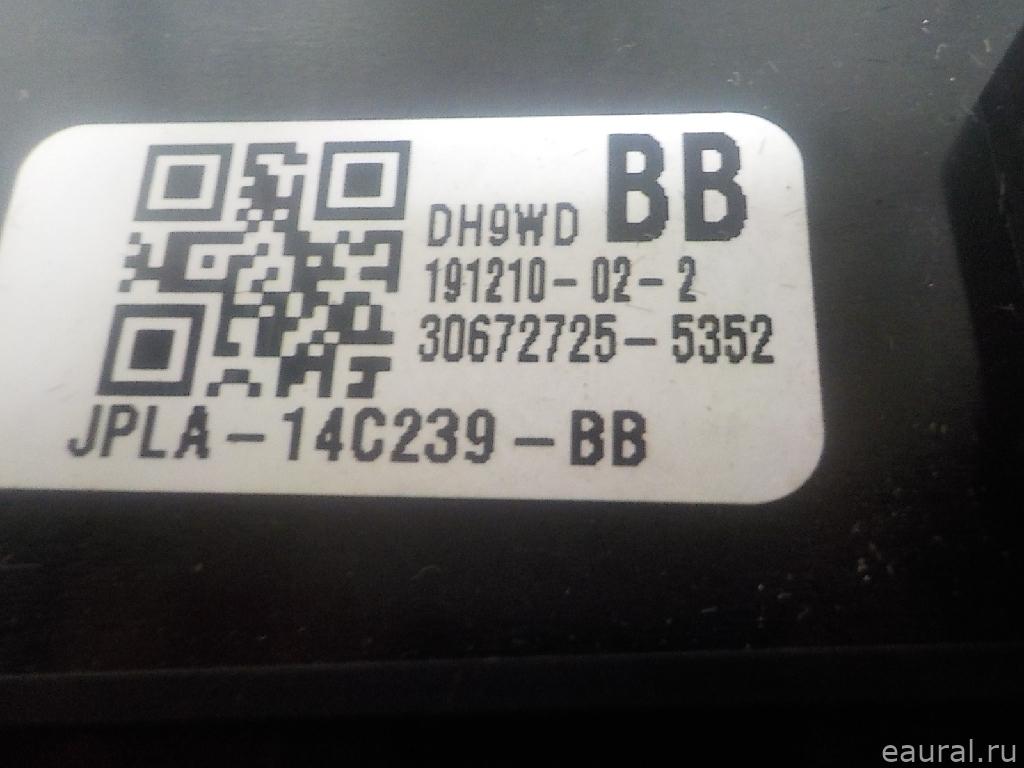 DH9WD BB
191210-02-2
30672725-5352
JPLA-14C239-BB
eaural.ru